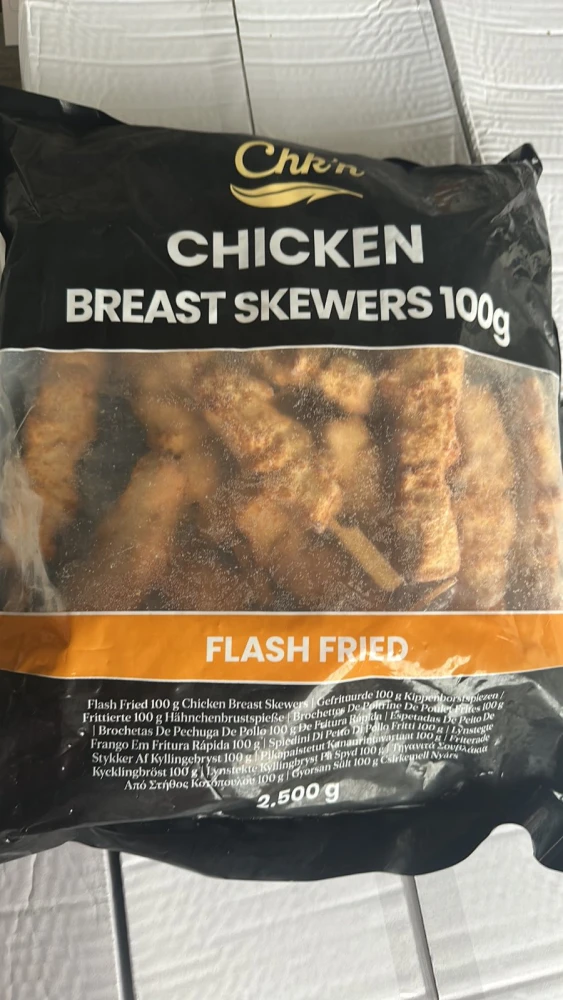 Chk'n
CHICKEN
BREAST SKEWERS 100g
FLASH FRIED
Flash Fried 100 g Chicken Breast Skewers | Gefrituurde 100 g Kippenborstspiezen /
Frittierte 100 g Hähnchenbrustspieße | Brochettes De Poitrine De Poulet Frites 100 g
| Brochetas De Pechuga De Pollo 100 g De Fritura Rápida | Espetadas De Peito De
Frango Em Fritura Rápida 100 g | Spiedini Di Petto Di Pollo Fritti 100 g | Lynstegte
Stykker Af Kyllingebryst 100 g | Pikapaistetut Kananrintavartaat 100 g | Friterade
Kycklingbröst 100 g | Lynstekte Kyllingbryst På Spyd 100 g | Τηγανιτά Σουβλάκια
Από Στήθος Κοτόπουλου 100 g | Gyorsan Sült 100 g Csirkemell Nyárs
2.500 g